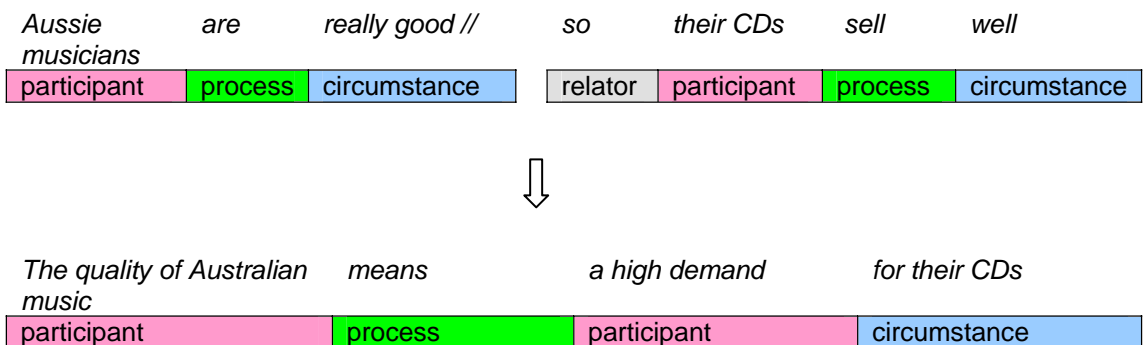 Aussie musicians are really good // so their CDs sell well
participant process circumstance relator participant process circumstance
The quality of Australian music means a high demand for their CDs
participant process participant circumstance